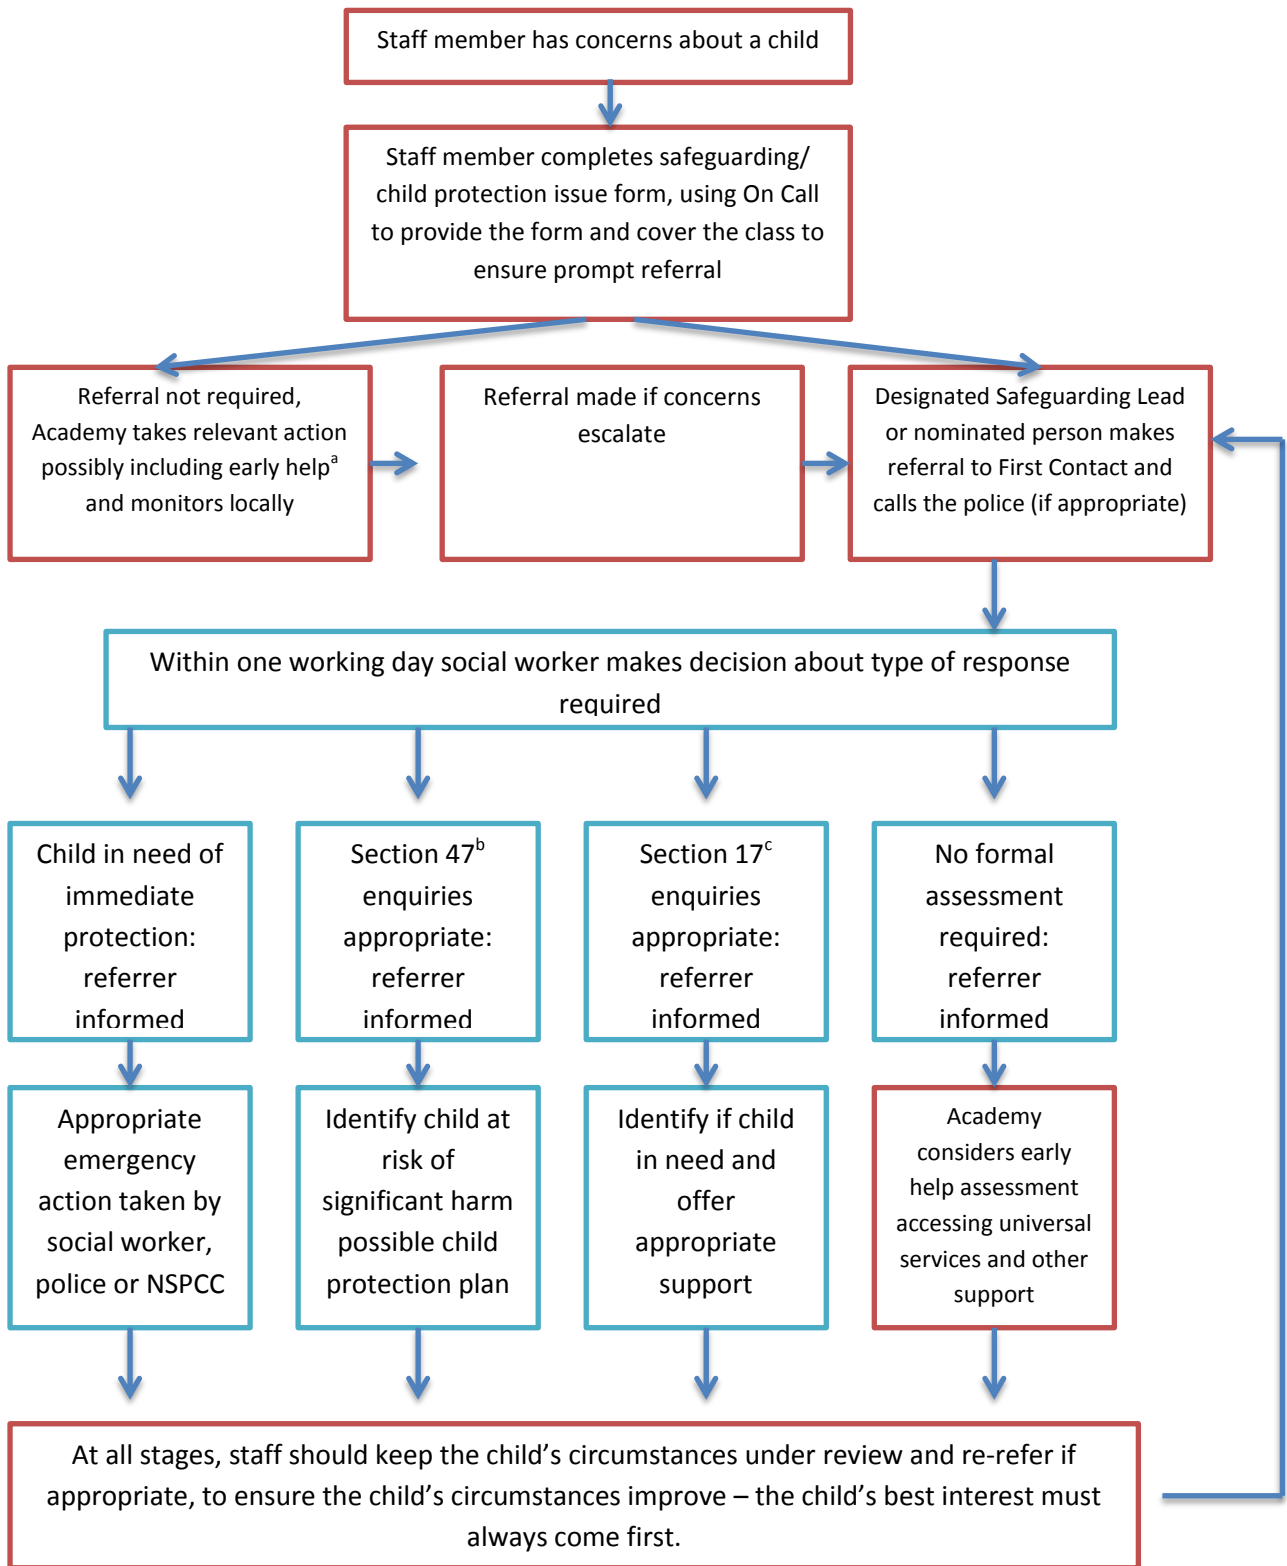 Staff member has concerns about a child
Staff member completes safeguarding/
child protection issue form, using On Call
to provide the form and cover the class to
ensure prompt referral
Referral not required,
Academy takes relevant action
possibly including early helpᵃ
and monitors locally
Referral made if concerns
escalate
Designated Safeguarding Lead
or nominated person makes
referral to First Contact and
calls the police (if appropriate)
Within one working day social worker makes decision about type of response
required
Child in need of
immediate
protection:
referrer
informed
Section 47ᵇ
enquiries
appropriate:
referrer
informed
Section 17ᶜ
enquiries
appropriate:
referrer
informed
No formal
assessment
required:
referrer
informed
Appropriate
emergency
action taken by
social worker,
police or NSPCC
Identify child at
risk of
significant harm
possible child
protection plan
Identify if child
in need and
offer
appropriate
support
Academy
considers early
help assessment
accessing universal
services and other
support
At all stages, staff should keep the child’s circumstances under review and re-refer if
appropriate, to ensure the child’s circumstances improve – the child’s best interest must
always come first.